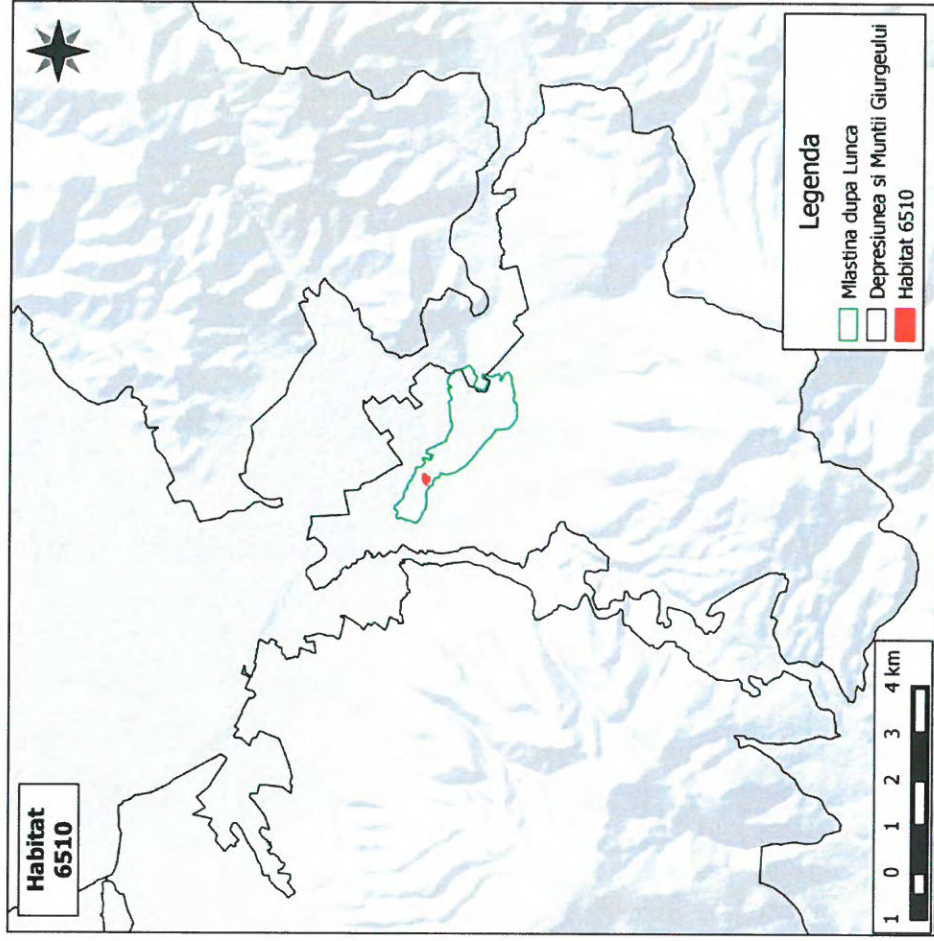 Habitat
6510
Legenda
Mlastina dupa Lunca
Depresiunea si Muntii Giurgeului
Habitat 6510
1 0 1 2 3 4 km